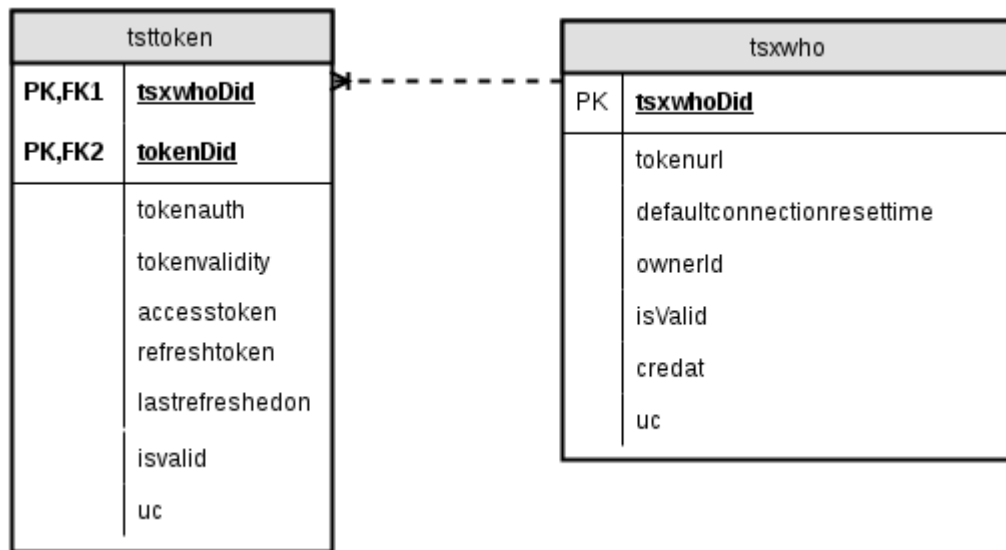 tsttoken
PK,FK1 tsxwhoDid
PK,FK2 tokenDid
tokenauth
tokenvalidity
accesstoken
refreshtoken
lastrefreshedon
isvalid
uc
tsxwho
PK tsxwhoDid
tokenurl
defaultconnectionresettime
ownerId
isValid
credat
uc